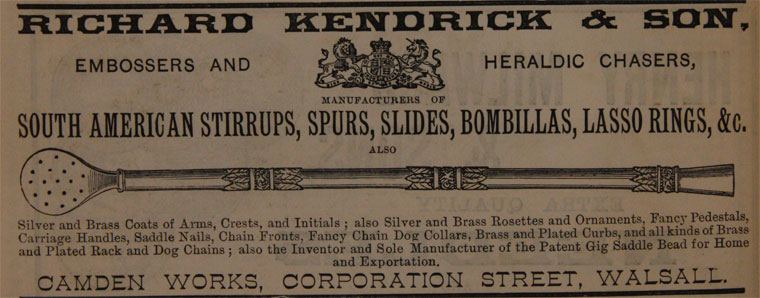 RICHARD KENDRICK & SON,
EMBOSSERS AND HERALDIC CHASERS,
MANUFACTURERS OF
SOUTH AMERICAN STIRRUPS, SPURS, SLIDES, BOMBILLAS, LASSO RINGS, &c.
ALSO
Silver and Brass Coats of Arms, Crests, and Initials; also Silver and Brass Rosettes and Ornaments, Fancy Pedestals,
Carriage Handles, Saddle Nails, Chain Fronts, Fancy Chain Dog Collars, Brass and Plated Curbs, and all kinds of Brass
and Plated Rack and Dog Chains; also the Inventor and Sole Manufacturer of the Patent Gig Saddle Bead for Home
and Exportation.
CAMDEN WORKS, CORPORATION STREET, WALSALL.